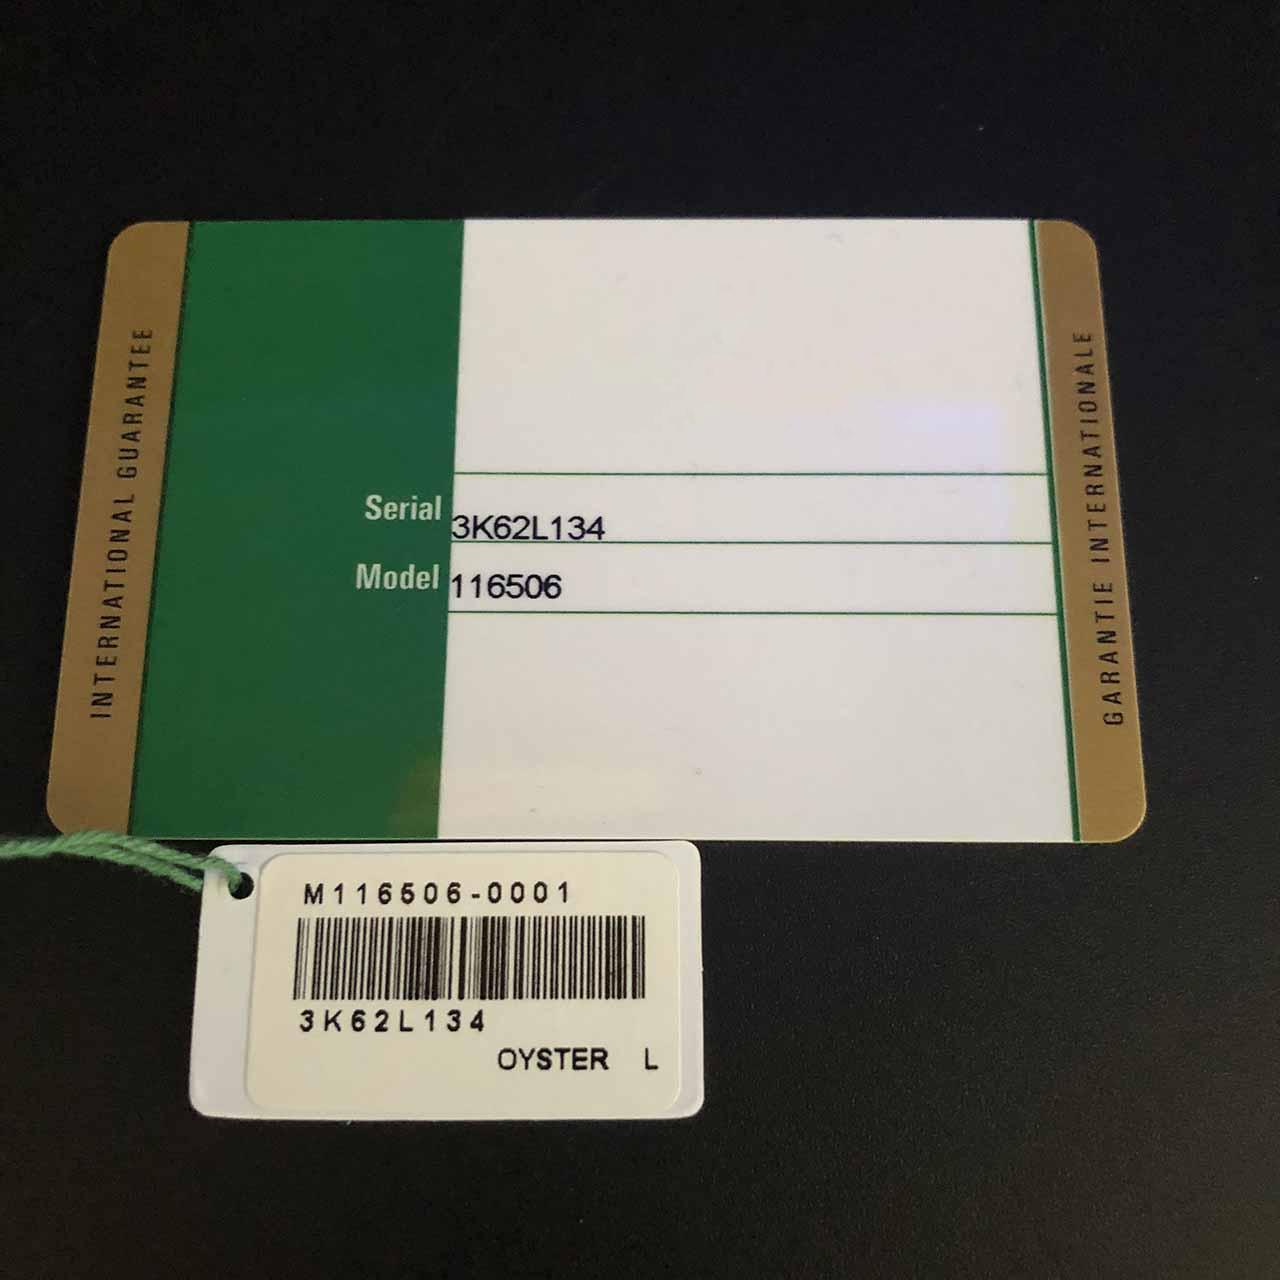 INTERNATIONAL GUARANTEE
Serial 3K62L134
Model 116506
GARANTIE INTERNATIONALE
M116506-0001
3K62L134
OYSTER L